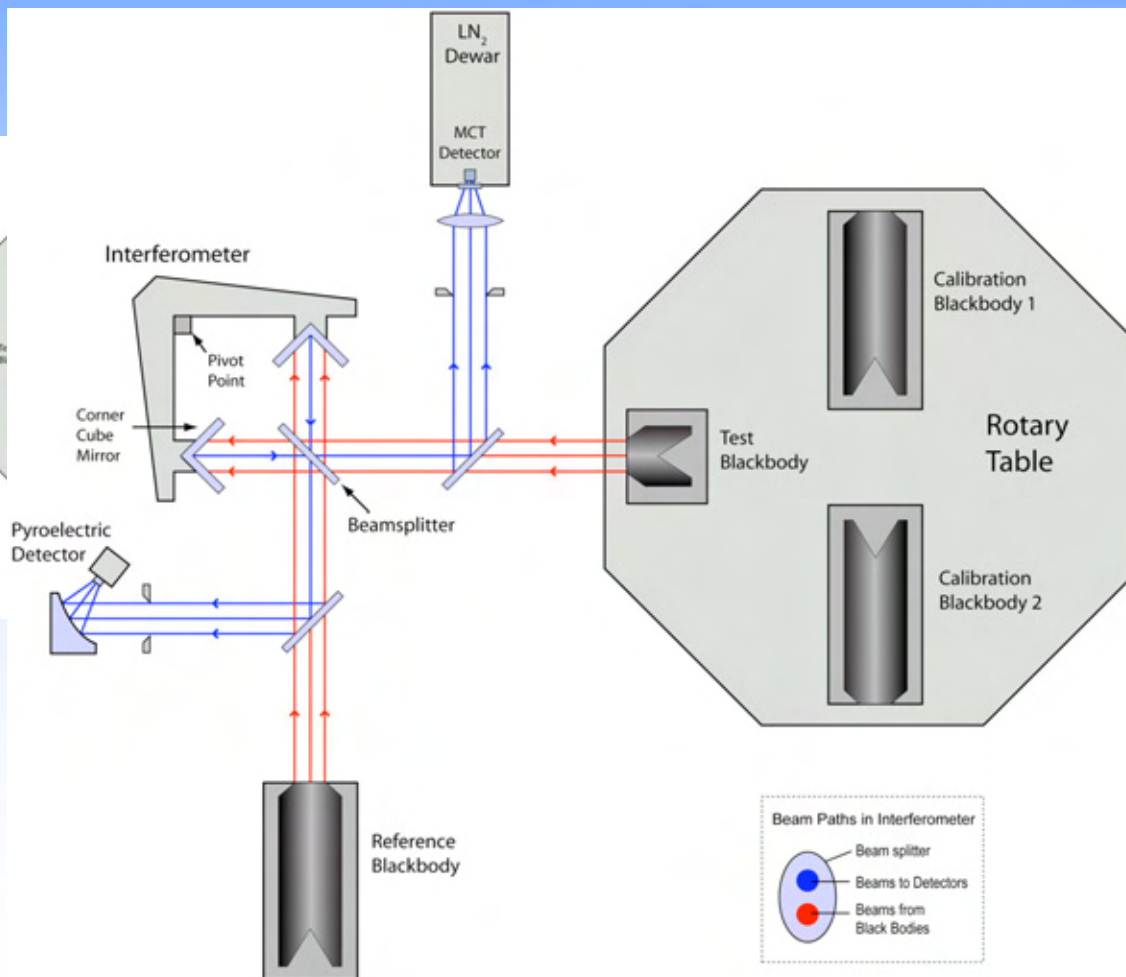 LN2
Dewar
MCT
Detector
Interferometer
Pivot
Point
Corner
Cube
Mirror
Beamsplitter
Pyroelectric
Detector
Calibration
Blackbody 1
Test
Blackbody
Rotary
Table
Calibration
Blackbody 2
Reference
Blackbody
Beam Paths in Interferometer
Beam splitter
Beams to Detectors
Beams from
Black Bodies